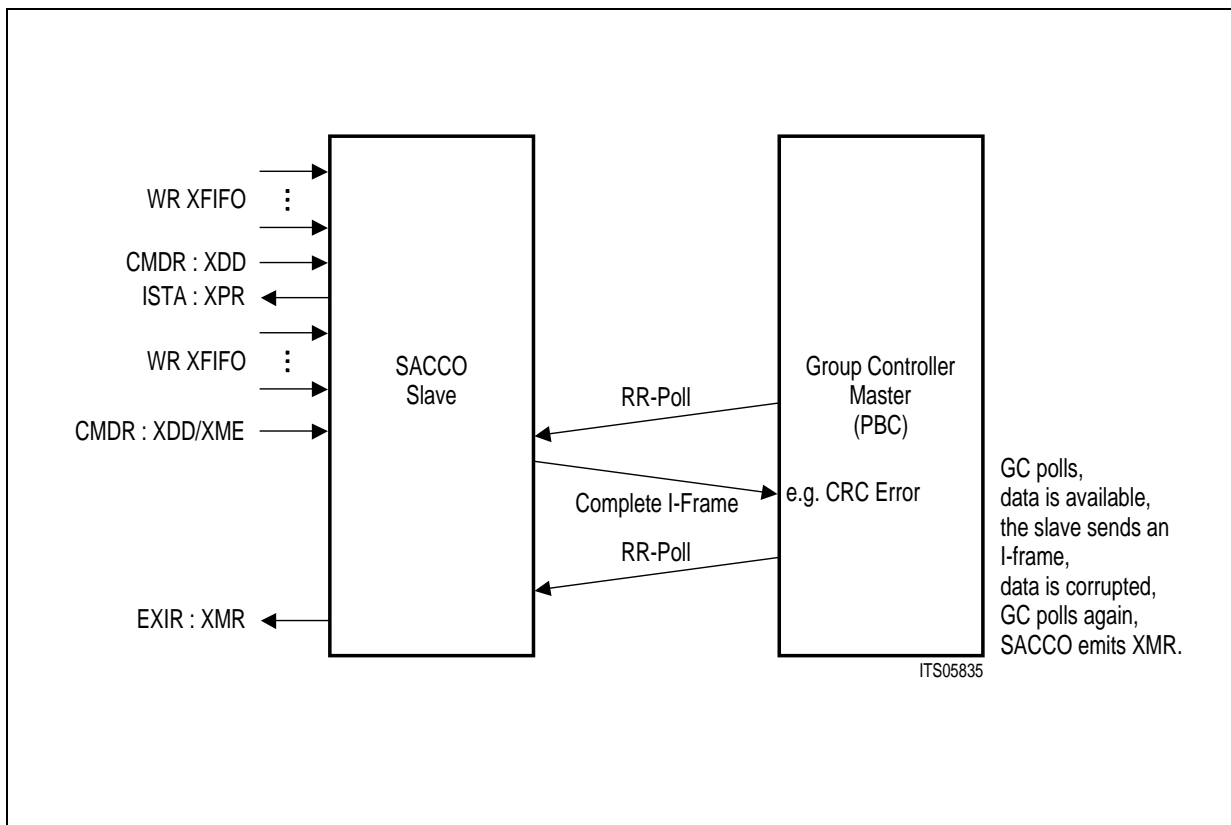 WR XFIFO
CMDR : XDD
ISTA : XPR
WR XFIFO
CMDR : XDD/XME
EXIR : XMR
SACCO
Slave
RR-Poll
Complete I-Frame
RR-Poll
Group Controller
Master
(PBC)
e.g. CRC Error
GC polls,
data is available,
the slave sends an
I-frame,
data is corrupted,
GC polls again,
SACCO emits XMR.
ITS05835